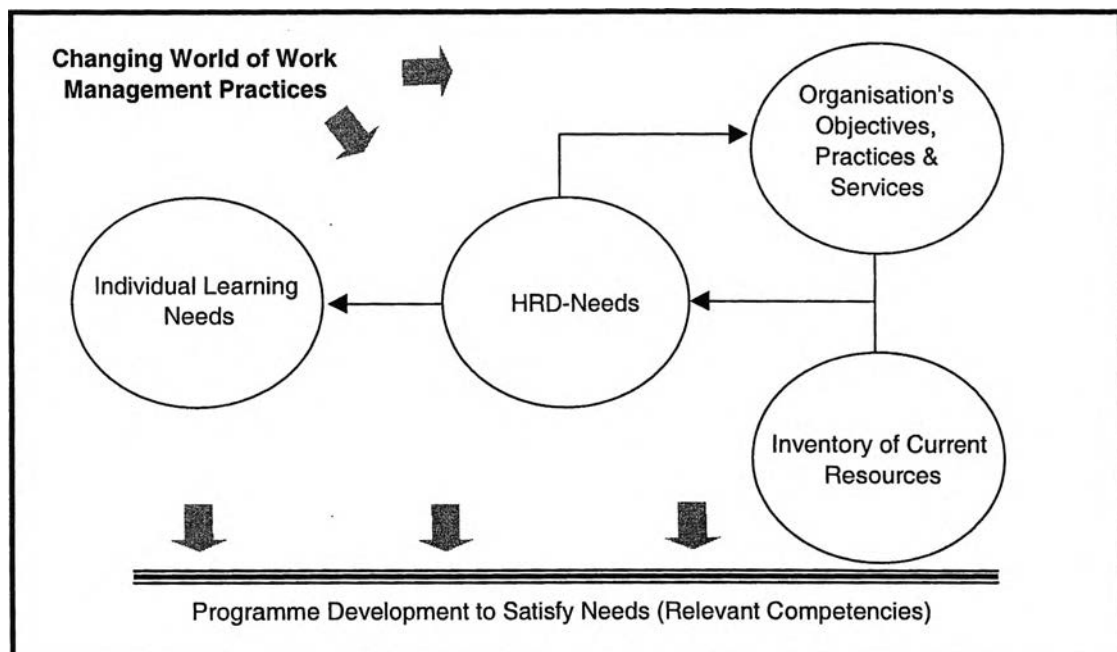 Changing World of Work
Management Practices
Organisation's
Objectives,
Practices &
Services
Individual Learning
Needs
HRD-Needs
Inventory of Current
Resources
Programme Development to Satisfy Needs (Relevant Competencies)